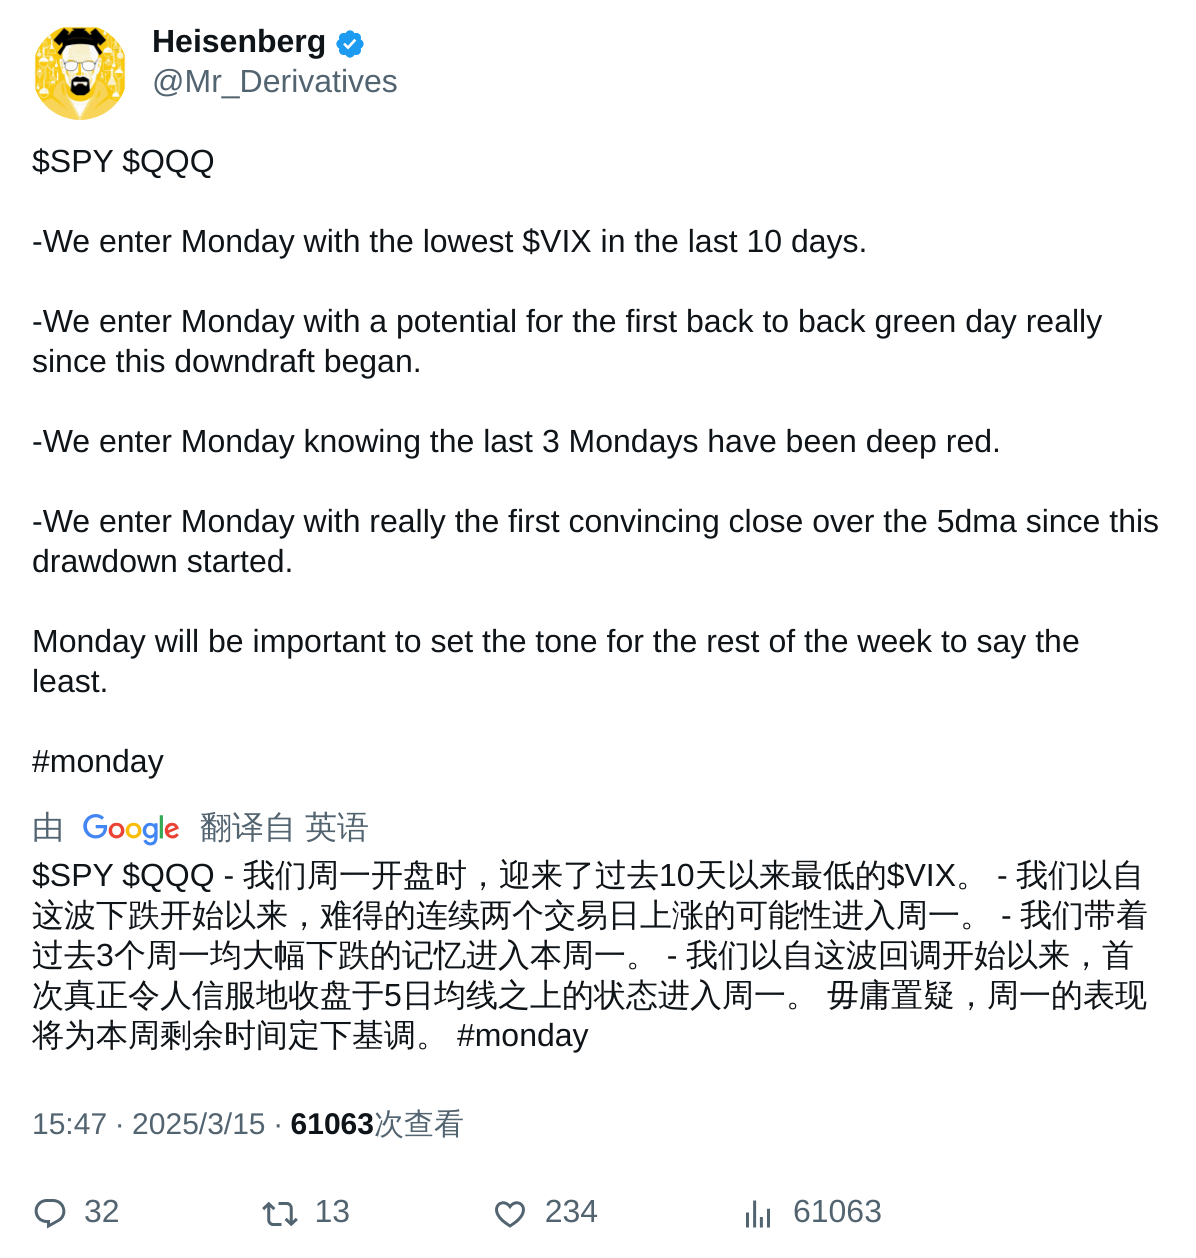 Heisenberg
@Mr_Derivatives
$SPY $QQQ
-We enter Monday with the lowest $VIX in the last 10 days.
-We enter Monday with a potential for the first back to back green day really
since this downdraft began.
-We enter Monday knowing the last 3 Mondays have been deep red.
-We enter Monday with really the first convincing close over the 5dma since this
drawdown started.
Monday will be important to set the tone for the rest of the week to say the
least.
#monday
由 Google 翻译自 英语
$SPY $QQQ - 我们周一开盘时，迎来了过去10天以来最低的$VIX。 - 我们以自
这波下跌开始以来，难得的连续两个交易日上涨的可能性进入周一。 - 我们带着
过去3个周一均大幅下跌的记忆进入本周一。 - 我们以自这波回调开始以来，首
次真正令人信服地收盘于5日均线之上的状态进入周一。 毋庸置疑，周一的表现
将为本周剩余时间定下基调。 #monday
15:47 · 2025/3/15 · 61063次查看
32 13 234 61063